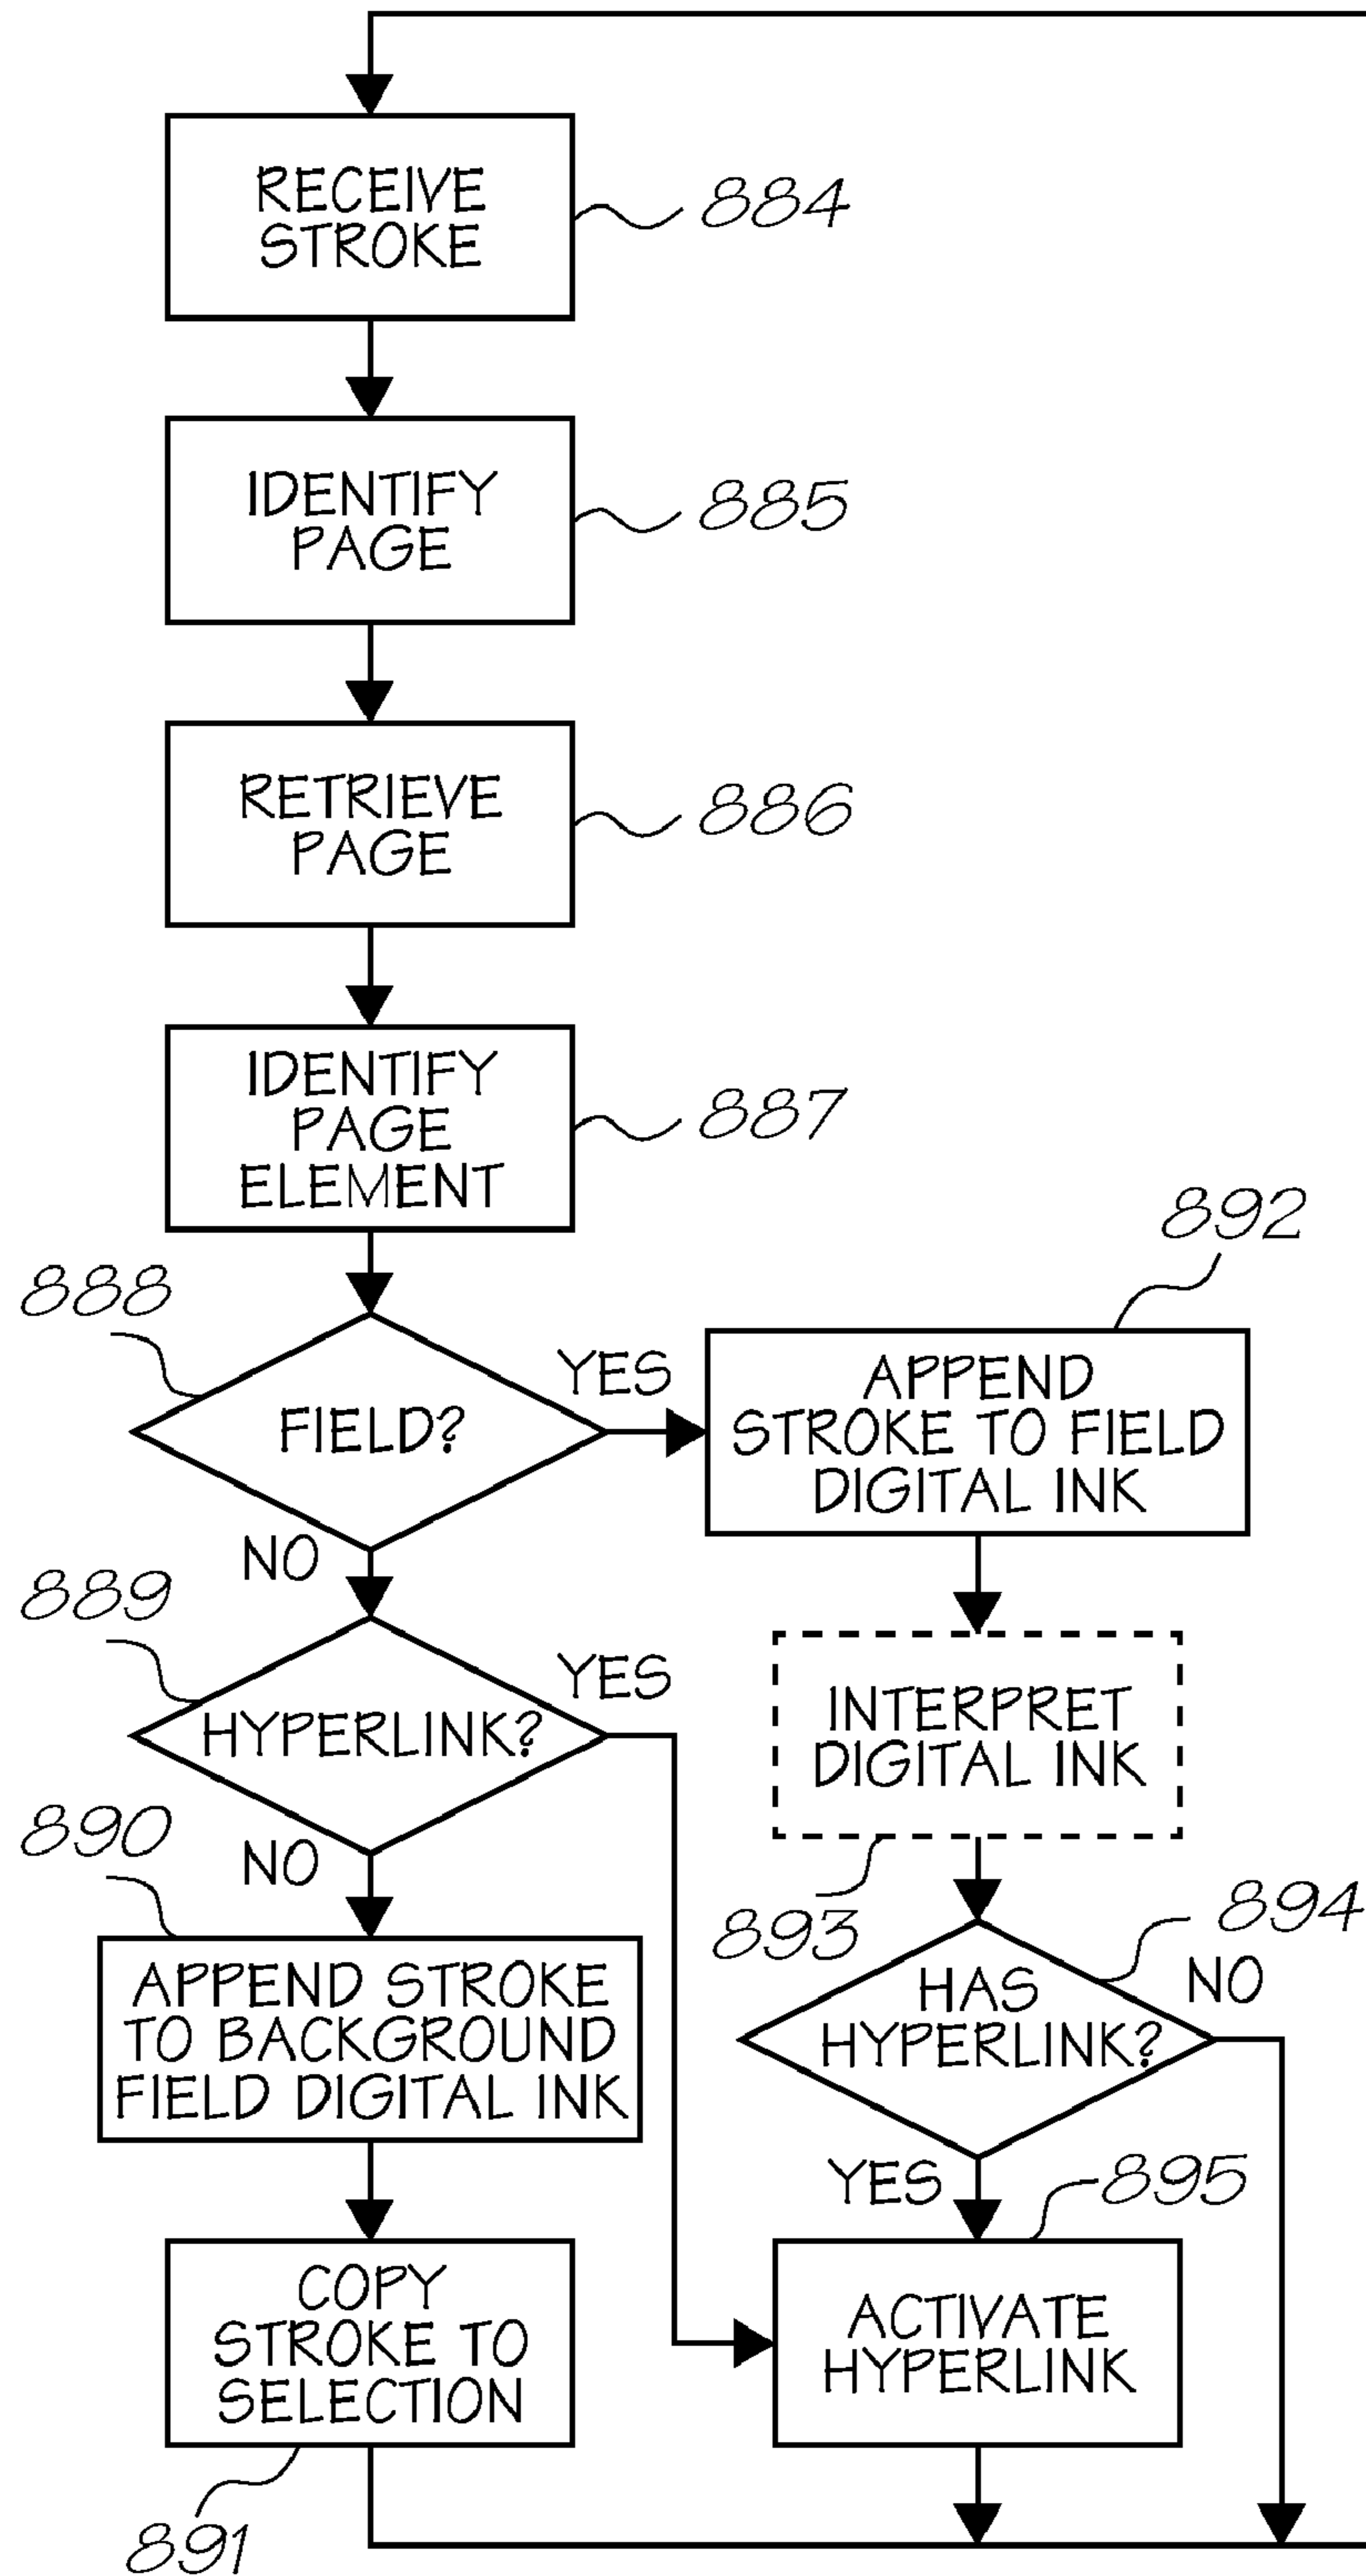 RECEIVE
STROKE
884
IDENTIFY
PAGE
885
RETRIEVE
PAGE
886
IDENTIFY
PAGE
ELEMENT
887
888
FIELD?
YES
NO
892
APPEND
STROKE TO FIELD
DIGITAL INK
889
HYPERLINK?
YES
NO
INTERPRET
DIGITAL INK
893
890
APPEND STROKE
TO BACKGROUND
FIELD DIGITAL INK
894
HAS
HYPERLINK?
NO
YES
895
COPY
STROKE TO
SELECTION
891
ACTIVATE
HYPERLINK